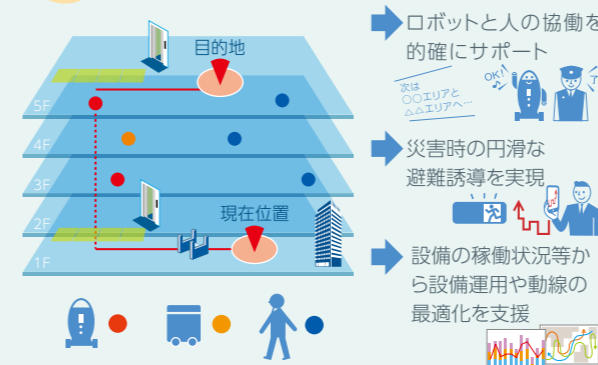 目的地
5F
4F
3F
2F
現在位置
1F
ロボットと人の協働を
的確にサポート
次は
○○エリアと
△△エリアへ…
OK!
了
災害時の円滑な
避難誘導を実現
設備の稼働状況等か
ら設備運用や動線の
最適化を支援